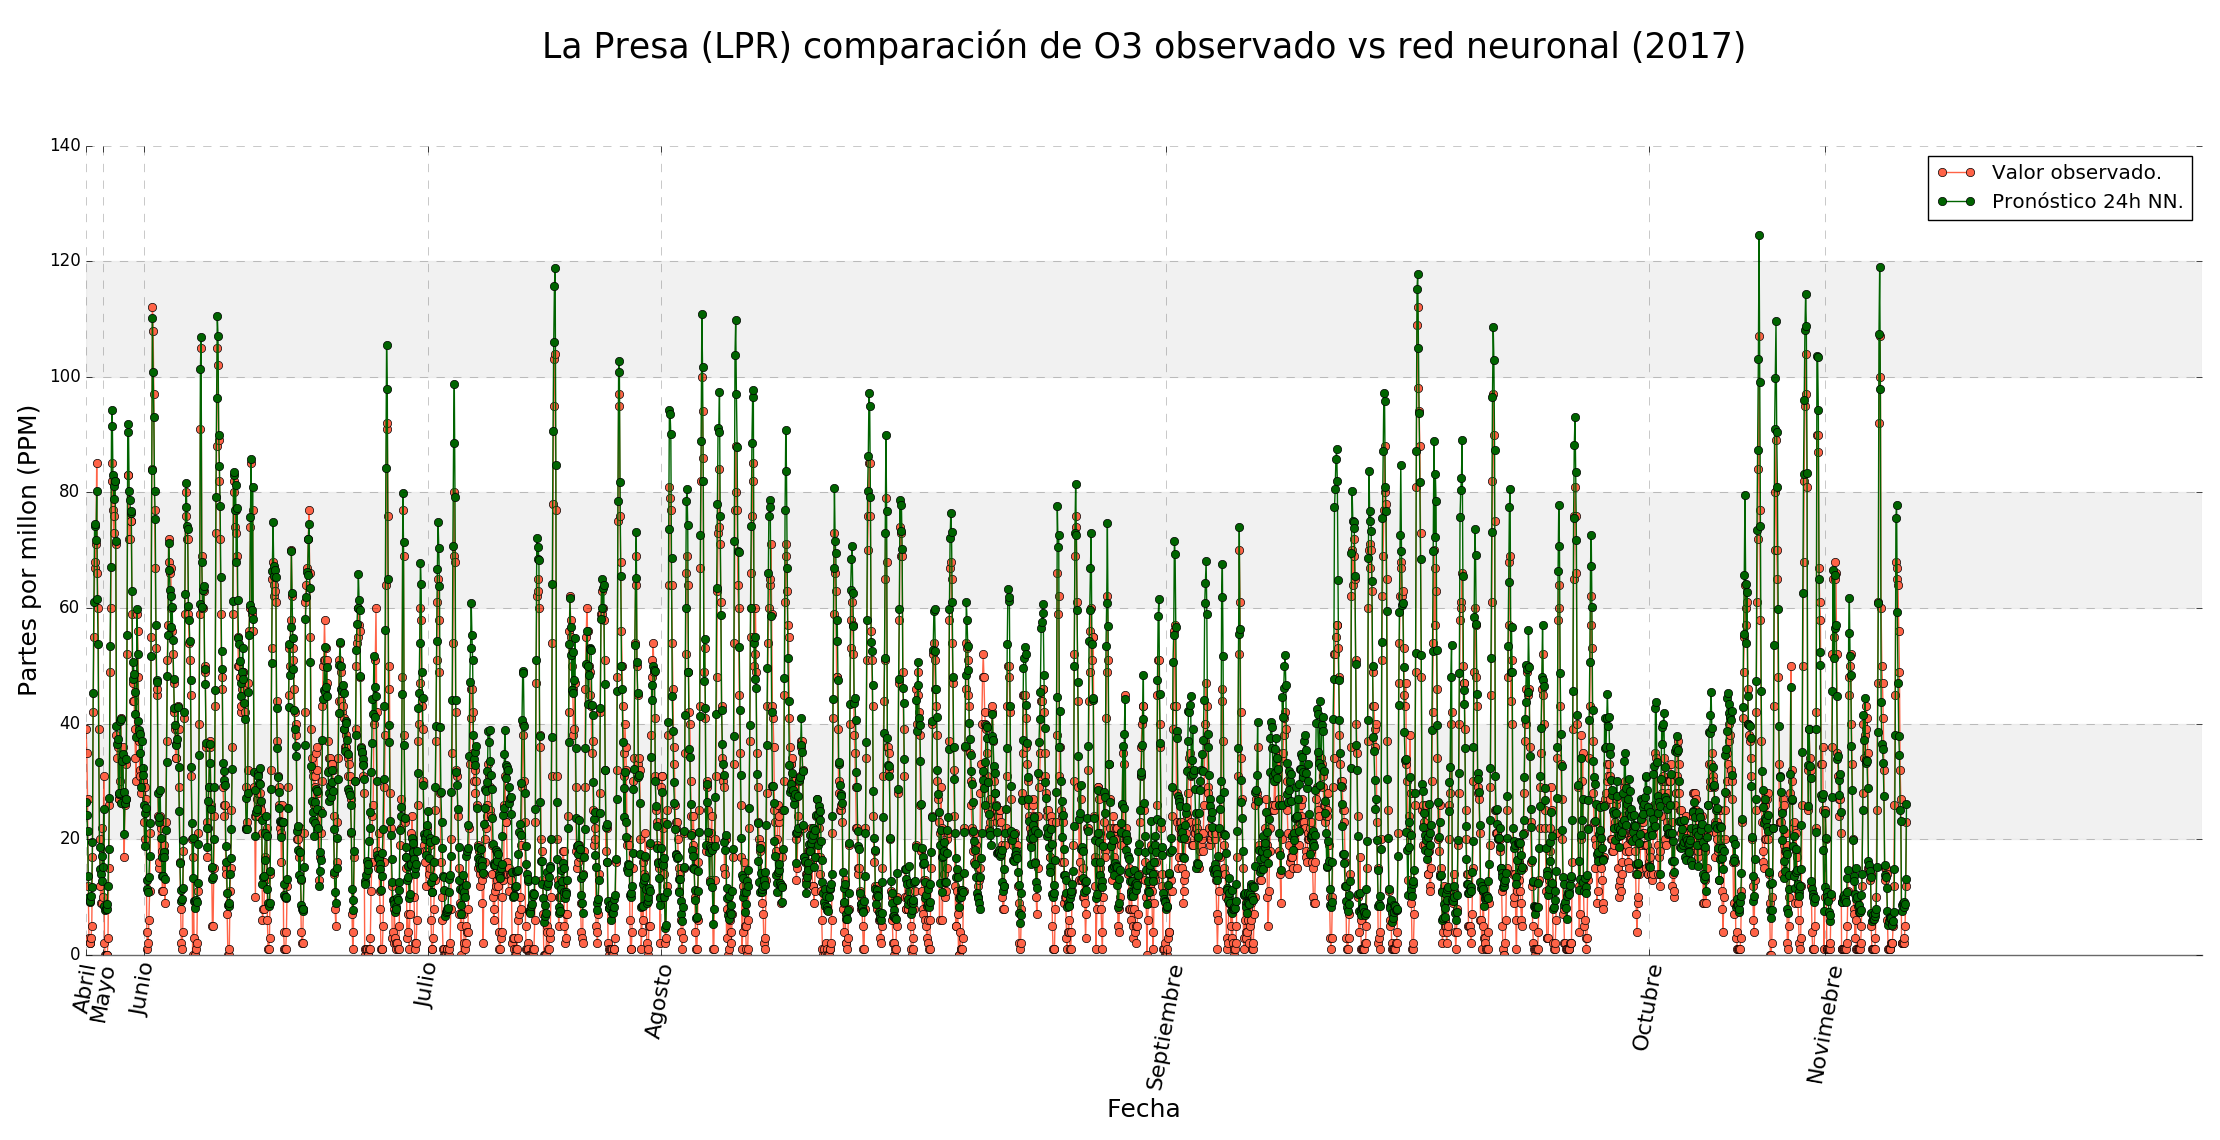 La Presa (LPR) comparación de O3 observado vs red neuronal (2017)
Valor observado.
Pronóstico 24h NN.
Partes por millon (PPM)
140
120
100
80
60
40
20
0
Abril
Mayo
Junio
Julio
Agosto
Septiembre
Octubre
Novimebre
Fecha